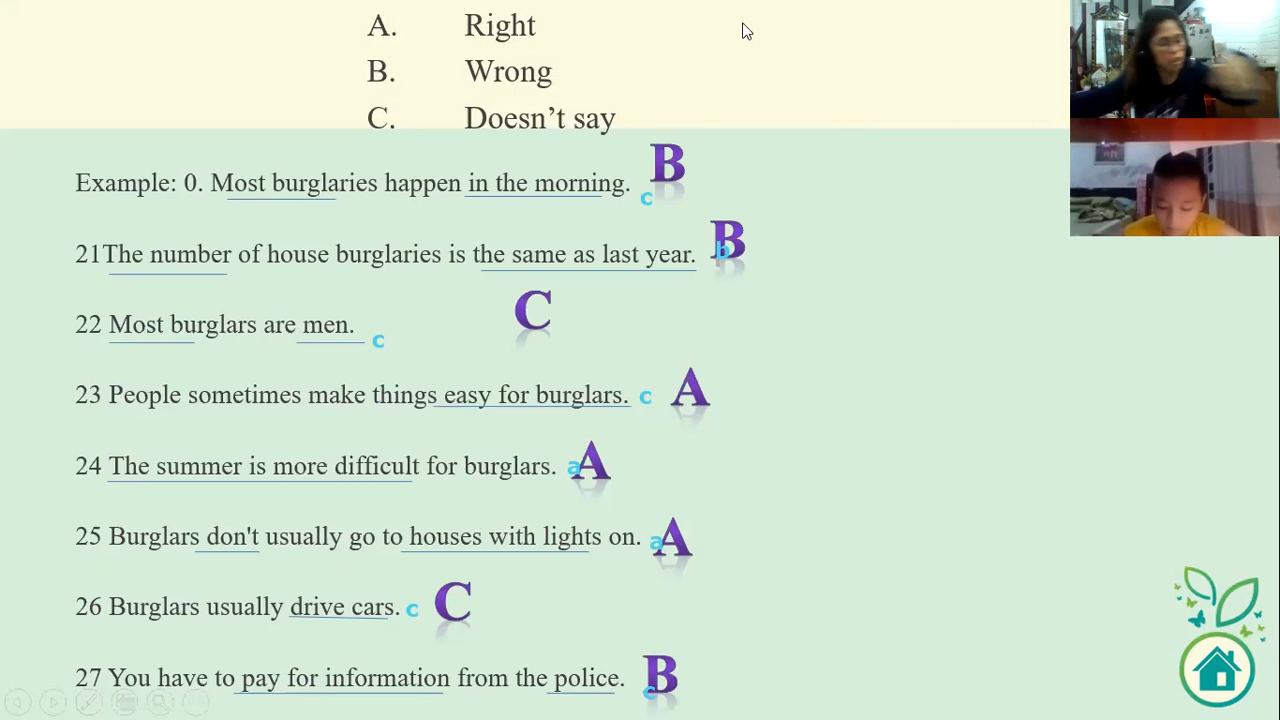 A. Right
B. Wrong
C. Doesn't say
Example: 0. Most burglaries happen in the morning. c B
21The number of house burglaries is the same as last year. b B
22 Most burglars are men. c C
23 People sometimes make things easy for burglars. c A
24 The summer is more difficult for burglars. a A
25 Burglars don't usually go to houses with lights on. a A
26 Burglars usually drive cars. c C
27 You have to pay for information from the police. c B